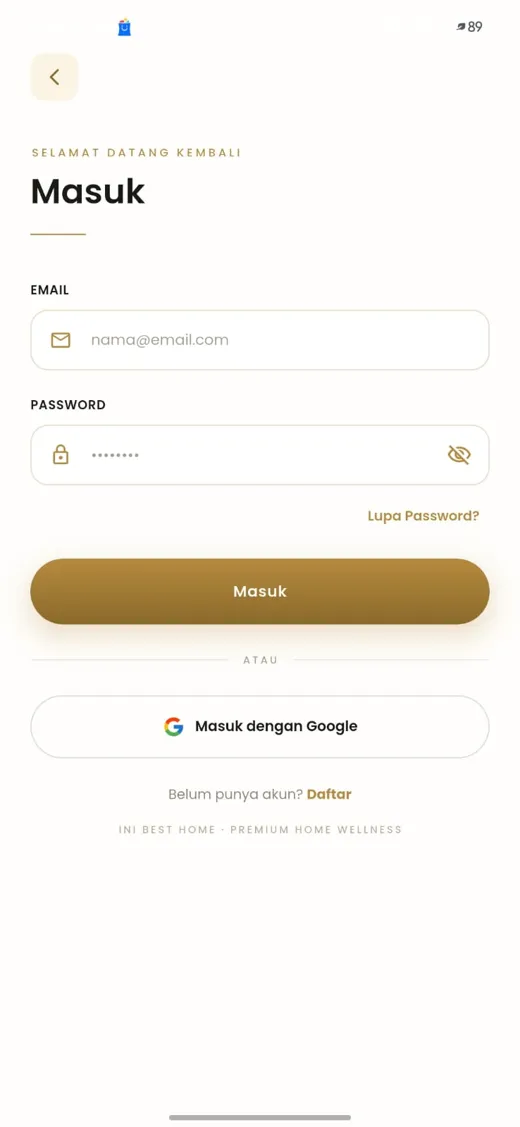 89
SELAMAT DATANG KEMBALI
Masuk
EMAIL
nama@email.com
PASSWORD
••••••••
Lupa Password?
Masuk
ATAU
Masuk dengan Google
Belum punya akun? Daftar
INI BEST HOME · PREMIUM HOME WELLNESS